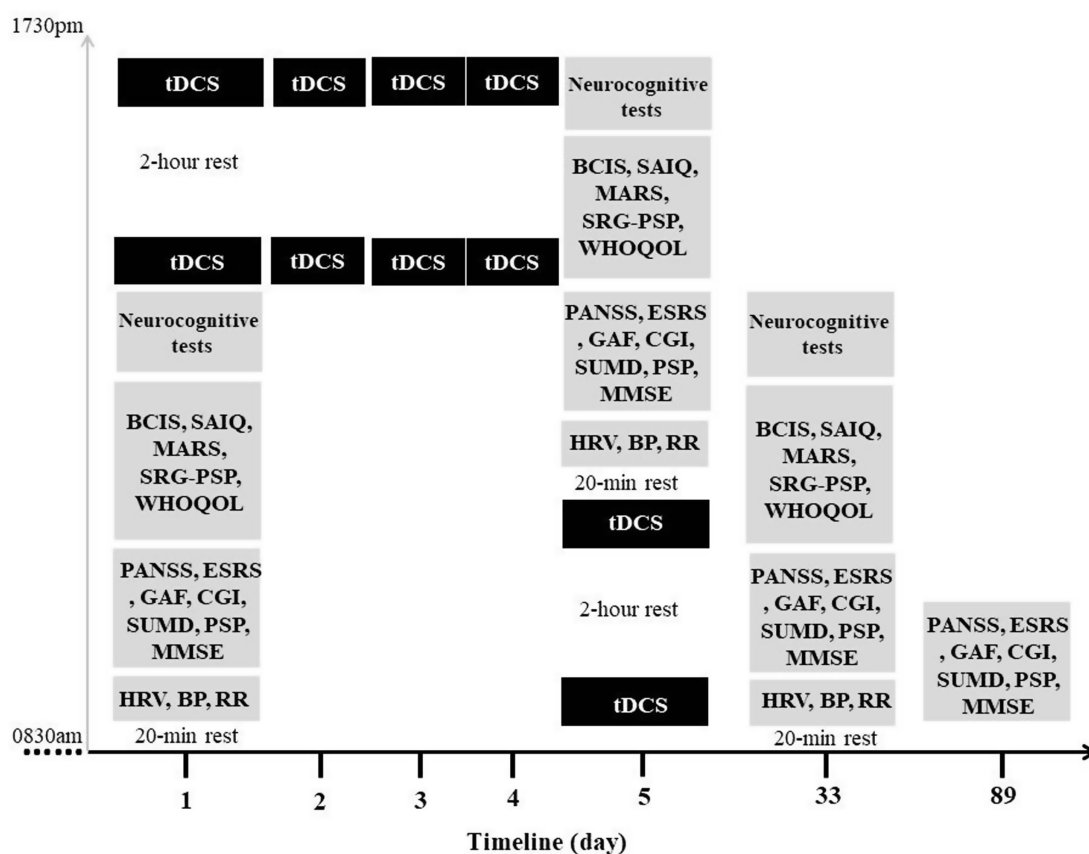 1730pm
tDCS
tDCS
tDCS
tDCS
Neurocognitive
tests
2-hour rest
BCIS, SAIQ,
MARS,
SRG-PSP,
WHOQOL
tDCS
tDCS
tDCS
tDCS
Neurocognitive
tests
PANSS, ESRS
, GAF, CGI,
SUMD, PSP,
MMSE
Neurocognitive
tests
BCIS, SAIQ,
MARS,
SRG-PSP,
WHOQOL
HRV, BP, RR
20-min rest
tDCS
BCIS, SAIQ,
MARS,
SRG-PSP,
WHOQOL
PANSS, ESRS
, GAF, CGI,
SUMD, PSP,
MMSE
2-hour rest
PANSS, ESRS
, GAF, CGI,
SUMD, PSP,
MMSE
PANSS, ESRS
, GAF, CGI,
SUMD, PSP,
MMSE
HRV, BP, RR
tDCS
HRV, BP, RR
0830am
20-min rest
20-min rest
1
2
3
4
5
33
89
Timeline (day)